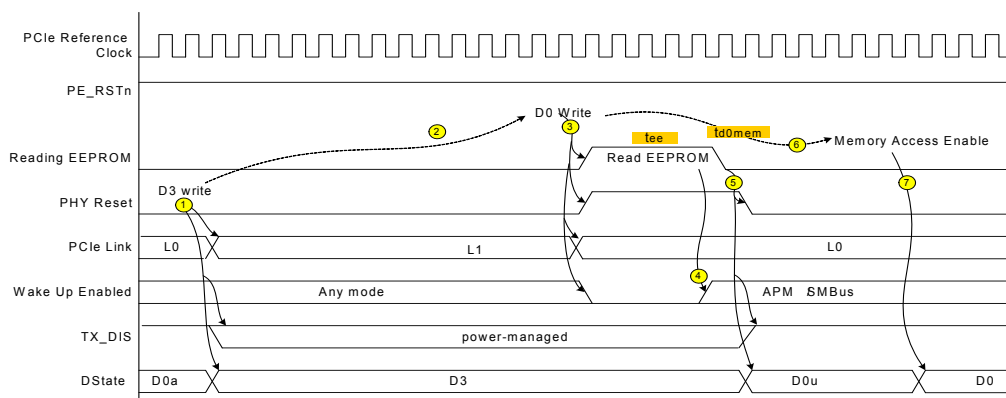 PCIe Reference
Clock
PE_RSTn
D0 Write
2
3
tee
td0mem
6
Memory Access Enable
Reading EEPROM
Read EEPROM
D3 write
5
7
PHY Reset
1
PCIe Link
L0
L1
L0
4
Wake Up Enabled
Any mode
APM /SMBus
TX_DIS
power-managed
DState
D0a
D3
D0u
D0